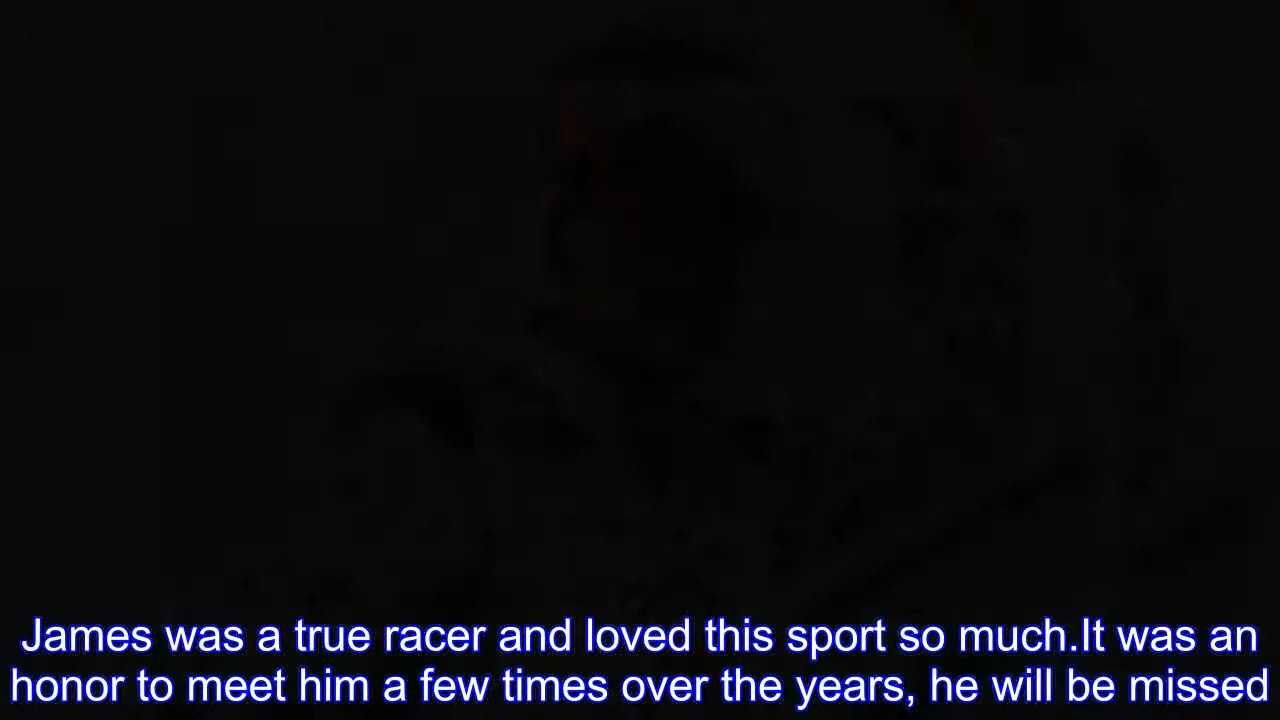 James was a true racer and loved this sport so much.It was an
honor to meet him a few times over the years, he will be missed